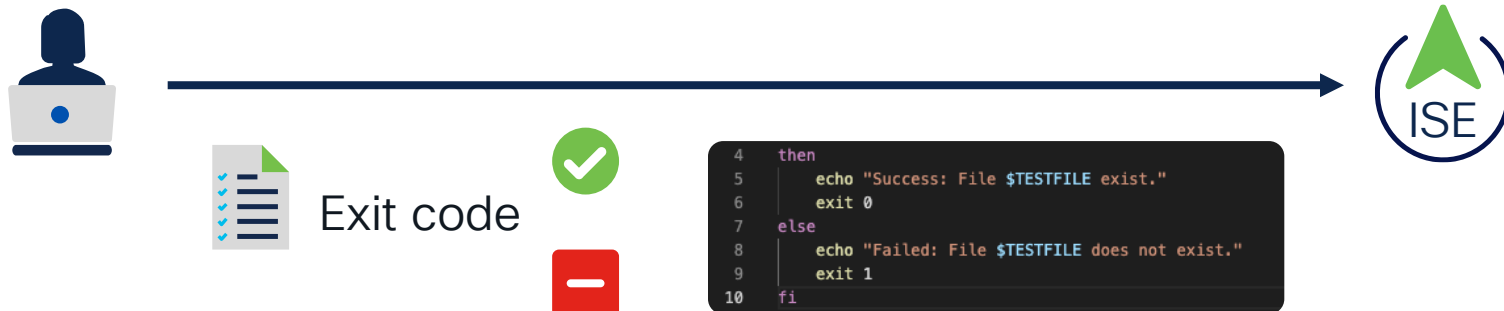 ISE
Exit code
4 then
5 echo "Success: File $TESTFILE exist."
6 exit 0
7 else
8 echo "Failed: File $TESTFILE does not exist."
9 exit 1
10 fi